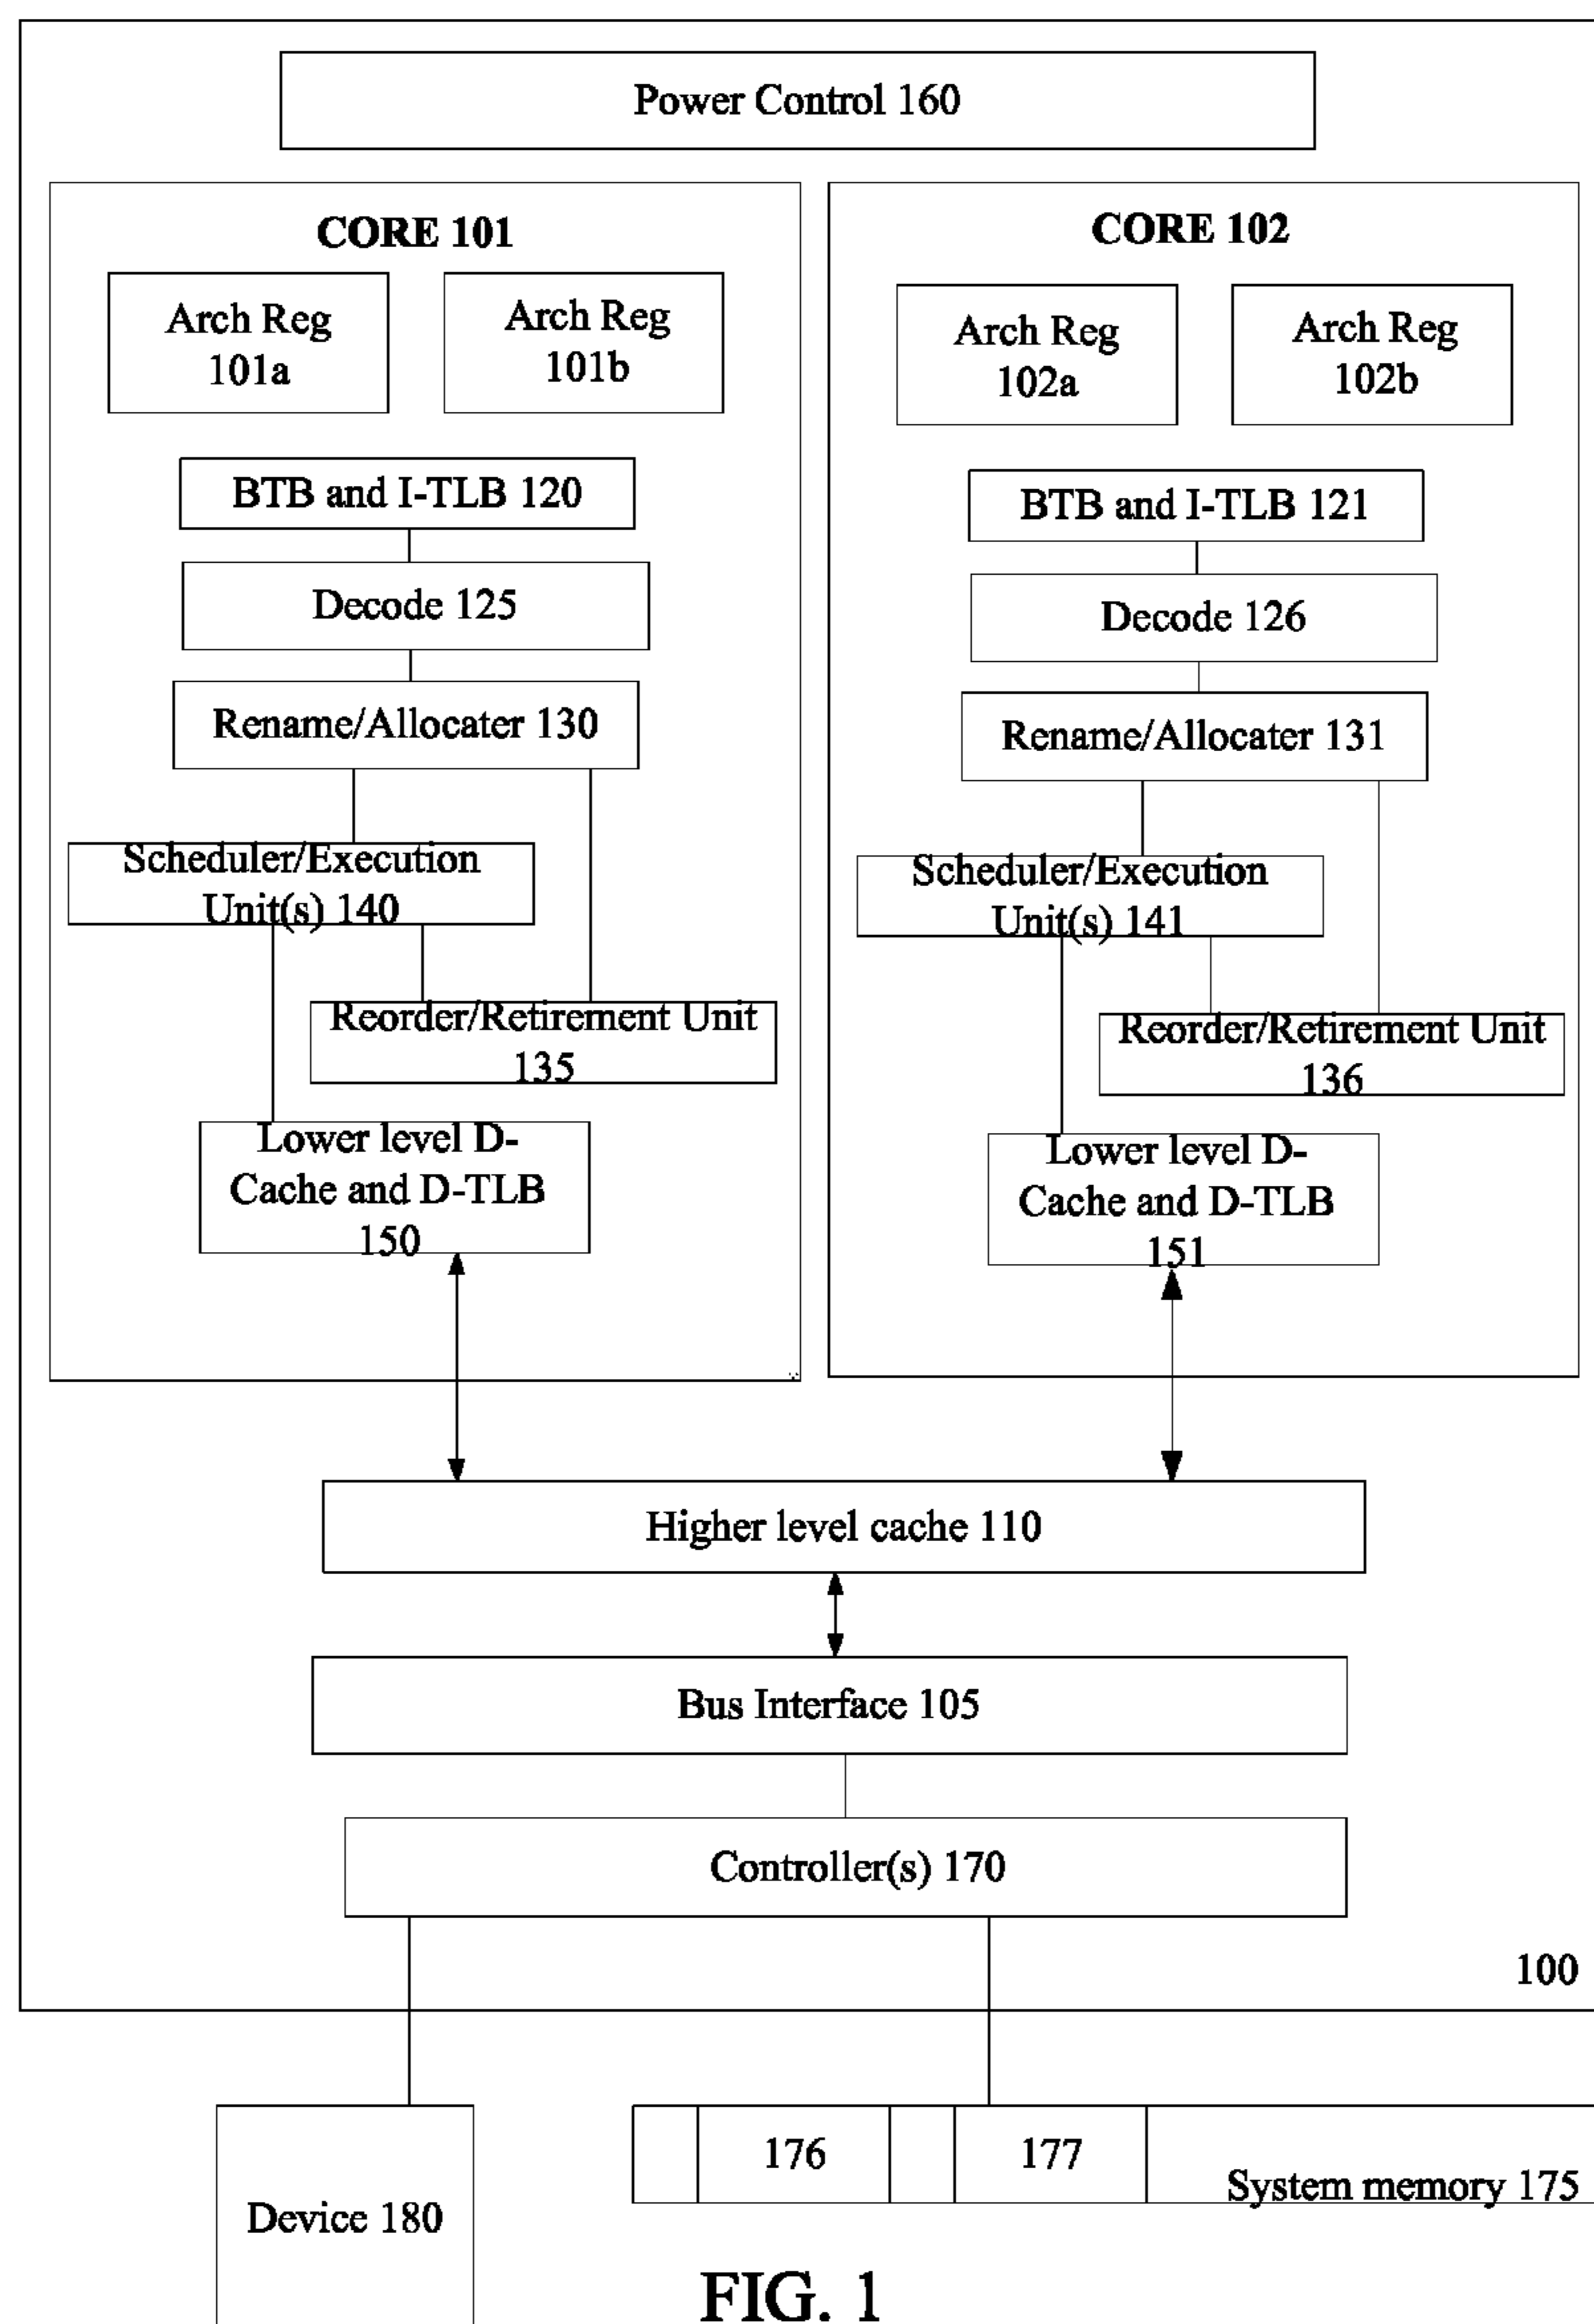 Power Control 160
CORE 101
Arch Reg
101a
Arch Reg
101b
BTB and I-TLB 120
Decode 125
Rename/Allocater 130
Scheduler/Execution
Unit(s) 140
Reorder/Retirement Unit
135
Lower level D-
Cache and D-TLB
150
CORE 102
Arch Reg
102a
Arch Reg
102b
BTB and I-TLB 121
Decode 126
Rename/Allocater 131
Scheduler/Execution
Unit(s) 141
Reorder/Retirement Unit
136
Lower level D-
Cache and D-TLB
151
Higher level cache 110
Bus Interface 105
Controller(s) 170
100
Device 180
176
177
System memory 175
FIG. 1